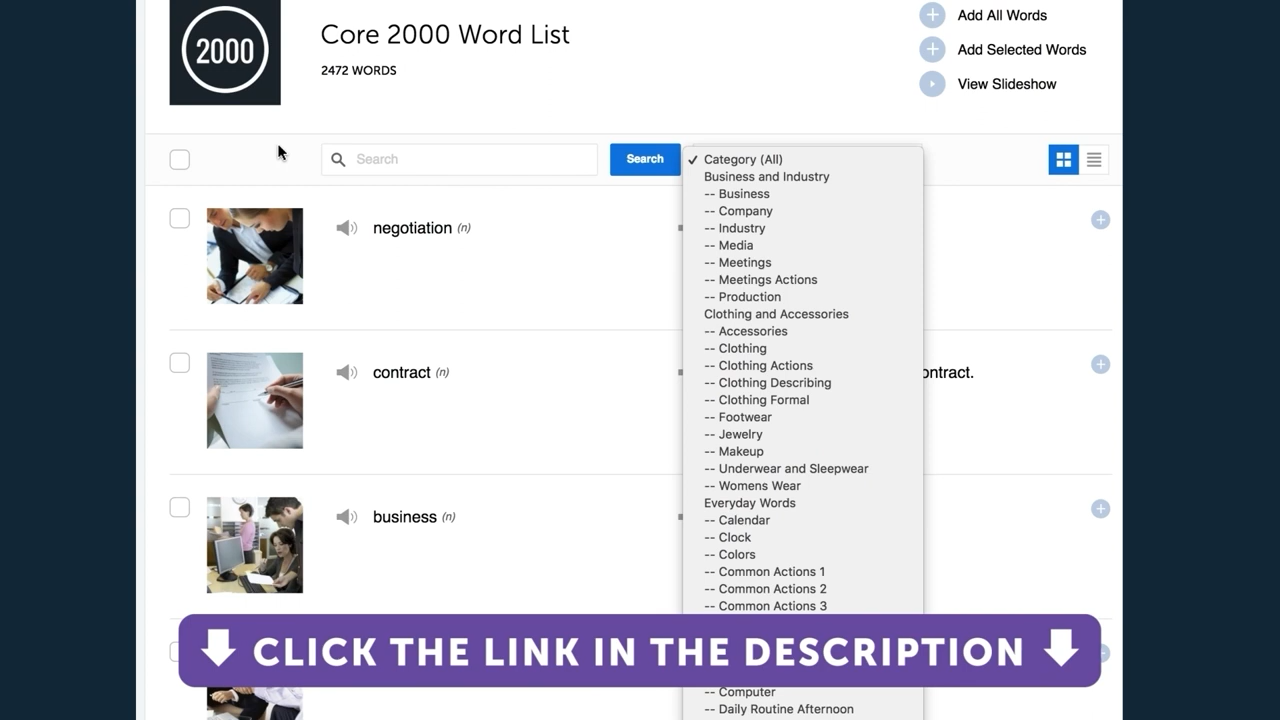 2000
Core 2000 Word List
2472 WORDS
Add All Words
Add Selected Words
View Slideshow
Search
Search
✓ Category (All)
Business and Industry
-- Business
-- Company
-- Industry
-- Media
-- Meetings
-- Meetings Actions
-- Production
Clothing and Accessories
-- Accessories
-- Clothing
-- Clothing Actions
-- Clothing Describing
-- Clothing Formal
-- Footwear
-- Jewelry
-- Makeup
-- Underwear and Sleepwear
-- Womens Wear
Everyday Words
-- Calendar
-- Clock
-- Colors
-- Common Actions 1
-- Common Actions 2
-- Common Actions 3
-- Computer
-- Daily Routine Afternoon
negotiation (n)
contract (n)
ontract.
business (n)
CLICK THE LINK IN THE DESCRIPTION